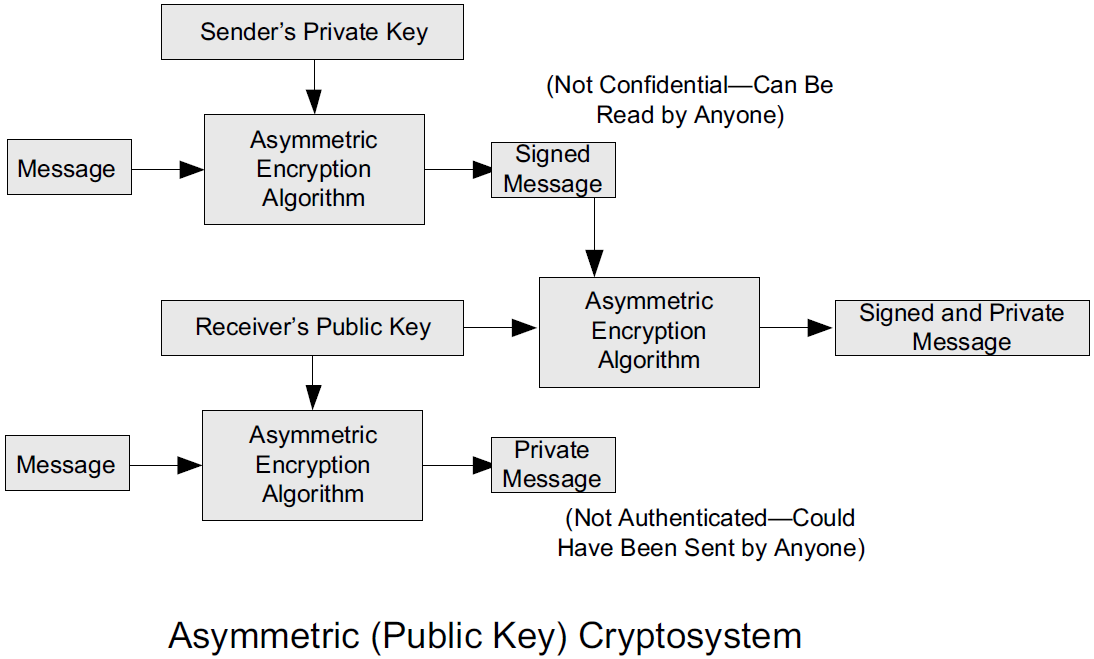 Sender’s Private Key
(Not Confidential—Can Be
Read by Anyone)
Message
Asymmetric
Encryption
Algorithm
Signed
Message
Receiver’s Public Key
Asymmetric
Encryption
Algorithm
Signed and Private
Message
Message
Asymmetric
Encryption
Algorithm
Private
Message
(Not Authenticated—Could
Have Been Sent by Anyone)
Asymmetric (Public Key) Cryptosystem